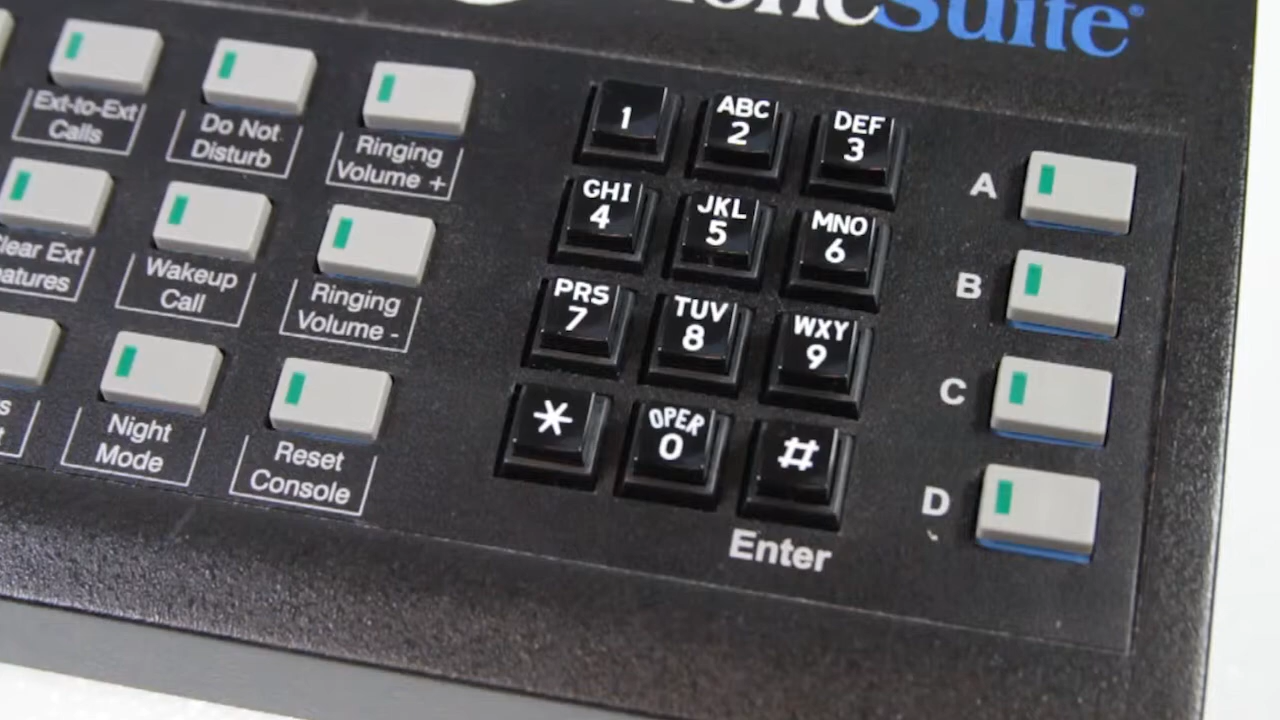 Suite®
Ext-to-Ext
Calls
Do Not
Disturb
Ringing
Volume +
Ext
Wakeup
Call
Ringing
Volume -
Night
Mode
Reset
Console
1
ABC
2
DEF
3
GHI
4
JKL
5
MNO
6
PRS
7
TUV
8
WXY
9
*
OPER
0
#
Enter
A
B
C
D